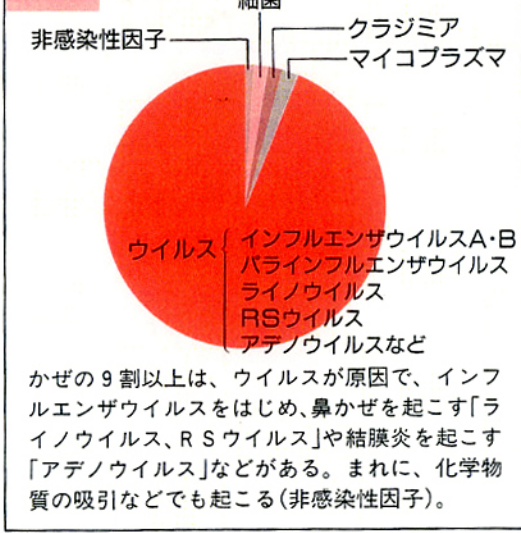 細菌
非感染性因子
クラジミア
マイコプラズマ
ウイルス
インフルエンザウイルスA・B
パラインフルエンザウイルス
ライノウイルス
RSウイルス
アデノウイルスなど
かぜの9割以上は、ウイルスが原因で、インフ
ルエンザウイルスをはじめ、鼻かぜを起こす「ラ
イノウイルス、RSウイルス」や結膜炎を起こす
「アデノウイルス」などがある。まれに、化学物
質の吸引などでも起こる(非感染性因子)。